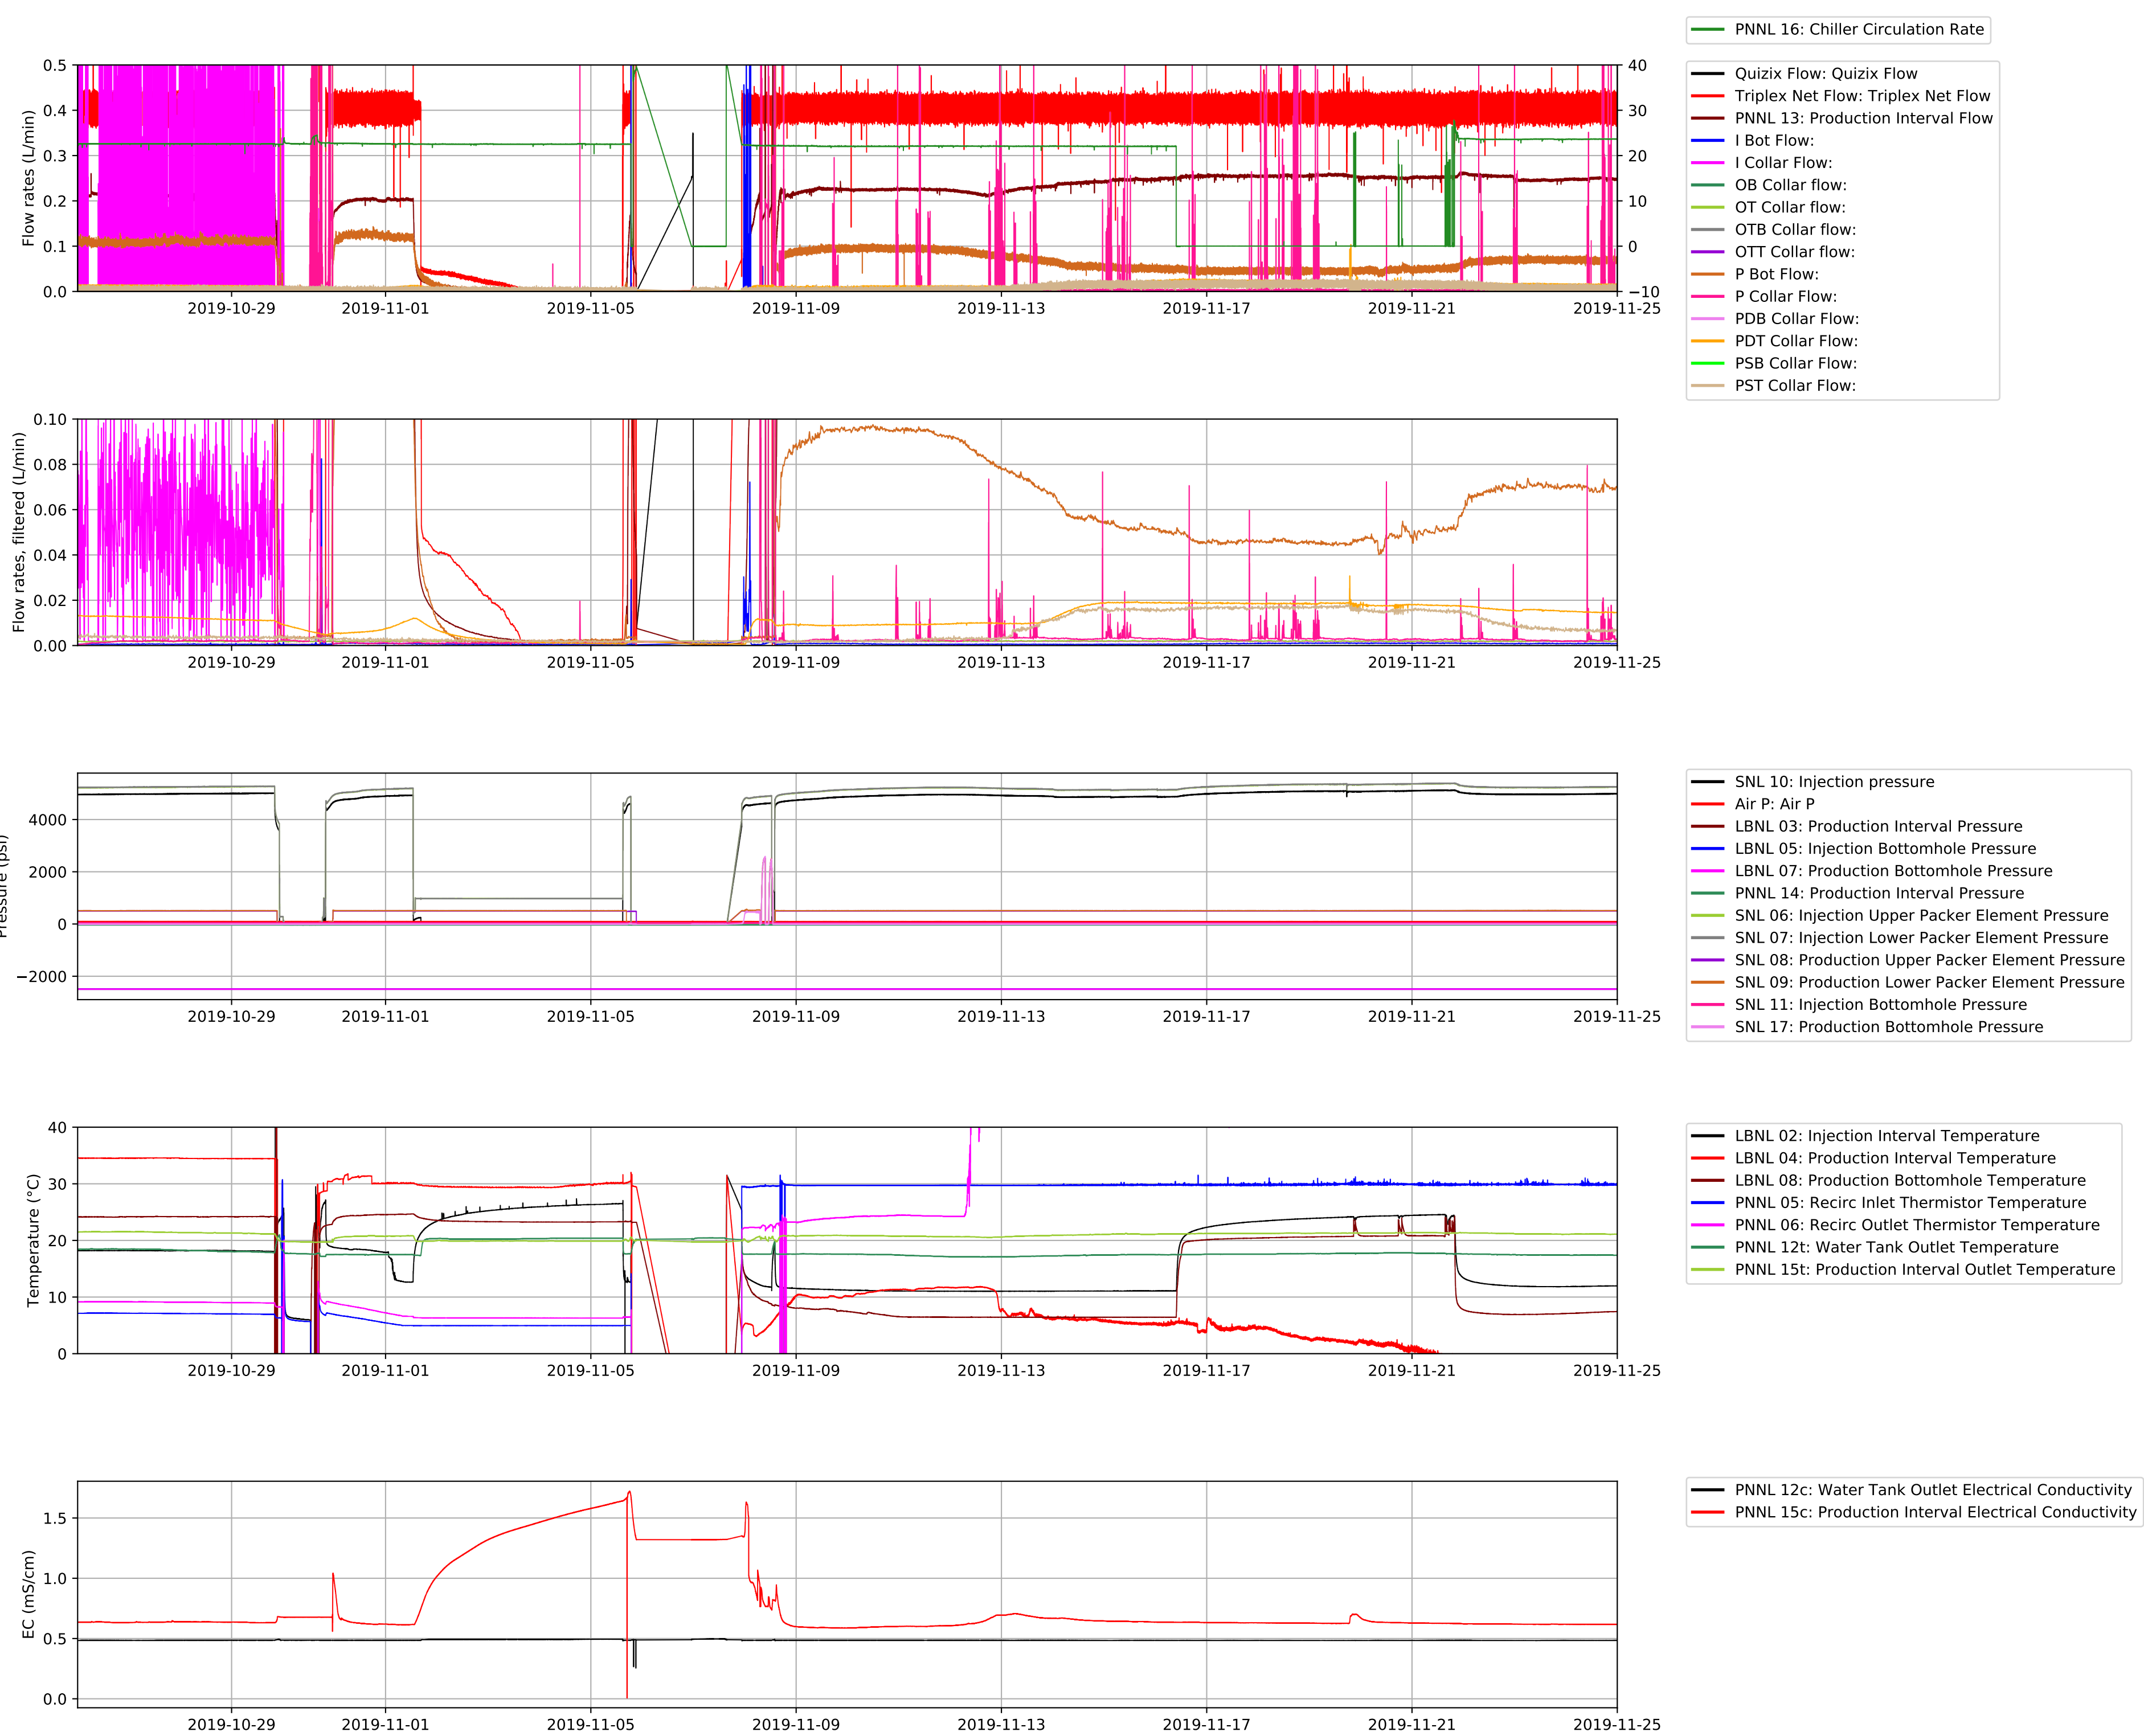 PNNL 16: Chiller Circulation Rate
0.5
0.4
0.3
0.2
0.1
0.0
Flow rates (L/min)
40
30
20
10
0
−10
2019-10-29 2019-11-01 2019-11-05 2019-11-09 2019-11-13 2019-11-17 2019-11-21 2019-11-25
Quizix Flow: Quizix Flow
Triplex Net Flow: Triplex Net Flow
PNNL 13: Production Interval Flow
I Bot Flow:
I Collar Flow:
OB Collar flow:
OT Collar flow:
OTB Collar flow:
OTT Collar flow:
P Bot Flow:
P Collar Flow:
PDB Collar Flow:
PDT Collar Flow:
PSB Collar Flow:
PST Collar Flow:
0.10
0.08
0.06
0.04
0.02
0.00
Flow rates, filtered (L/min)
2019-10-29 2019-11-01 2019-11-05 2019-11-09 2019-11-13 2019-11-17 2019-11-21 2019-11-25
4000
2000
0
−2000
Pressure (psi)
2019-10-29 2019-11-01 2019-11-05 2019-11-09 2019-11-13 2019-11-17 2019-11-21 2019-11-25
SNL 10: Injection pressure
Air P: Air P
LBNL 03: Production Interval Pressure
LBNL 05: Injection Bottomhole Pressure
LBNL 07: Production Bottomhole Pressure
PNNL 14: Production Interval Pressure
SNL 06: Injection Upper Packer Element Pressure
SNL 07: Injection Lower Packer Element Pressure
SNL 08: Production Upper Packer Element Pressure
SNL 09: Production Lower Packer Element Pressure
SNL 11: Injection Bottomhole Pressure
SNL 17: Production Bottomhole Pressure
40
30
20
10
0
Temperature (°C)
2019-10-29 2019-11-01 2019-11-05 2019-11-09 2019-11-13 2019-11-17 2019-11-21 2019-11-25
LBNL 02: Injection Interval Temperature
LBNL 04: Production Interval Temperature
LBNL 08: Production Bottomhole Temperature
PNNL 05: Recirc Inlet Thermistor Temperature
PNNL 06: Recirc Outlet Thermistor Temperature
PNNL 12t: Water Tank Outlet Temperature
PNNL 15t: Production Interval Outlet Temperature
1.5
1.0
0.5
0.0
EC (mS/cm)
2019-10-29 2019-11-01 2019-11-05 2019-11-09 2019-11-13 2019-11-17 2019-11-21 2019-11-25
PNNL 12c: Water Tank Outlet Electrical Conductivity
PNNL 15c: Production Interval Electrical Conductivity